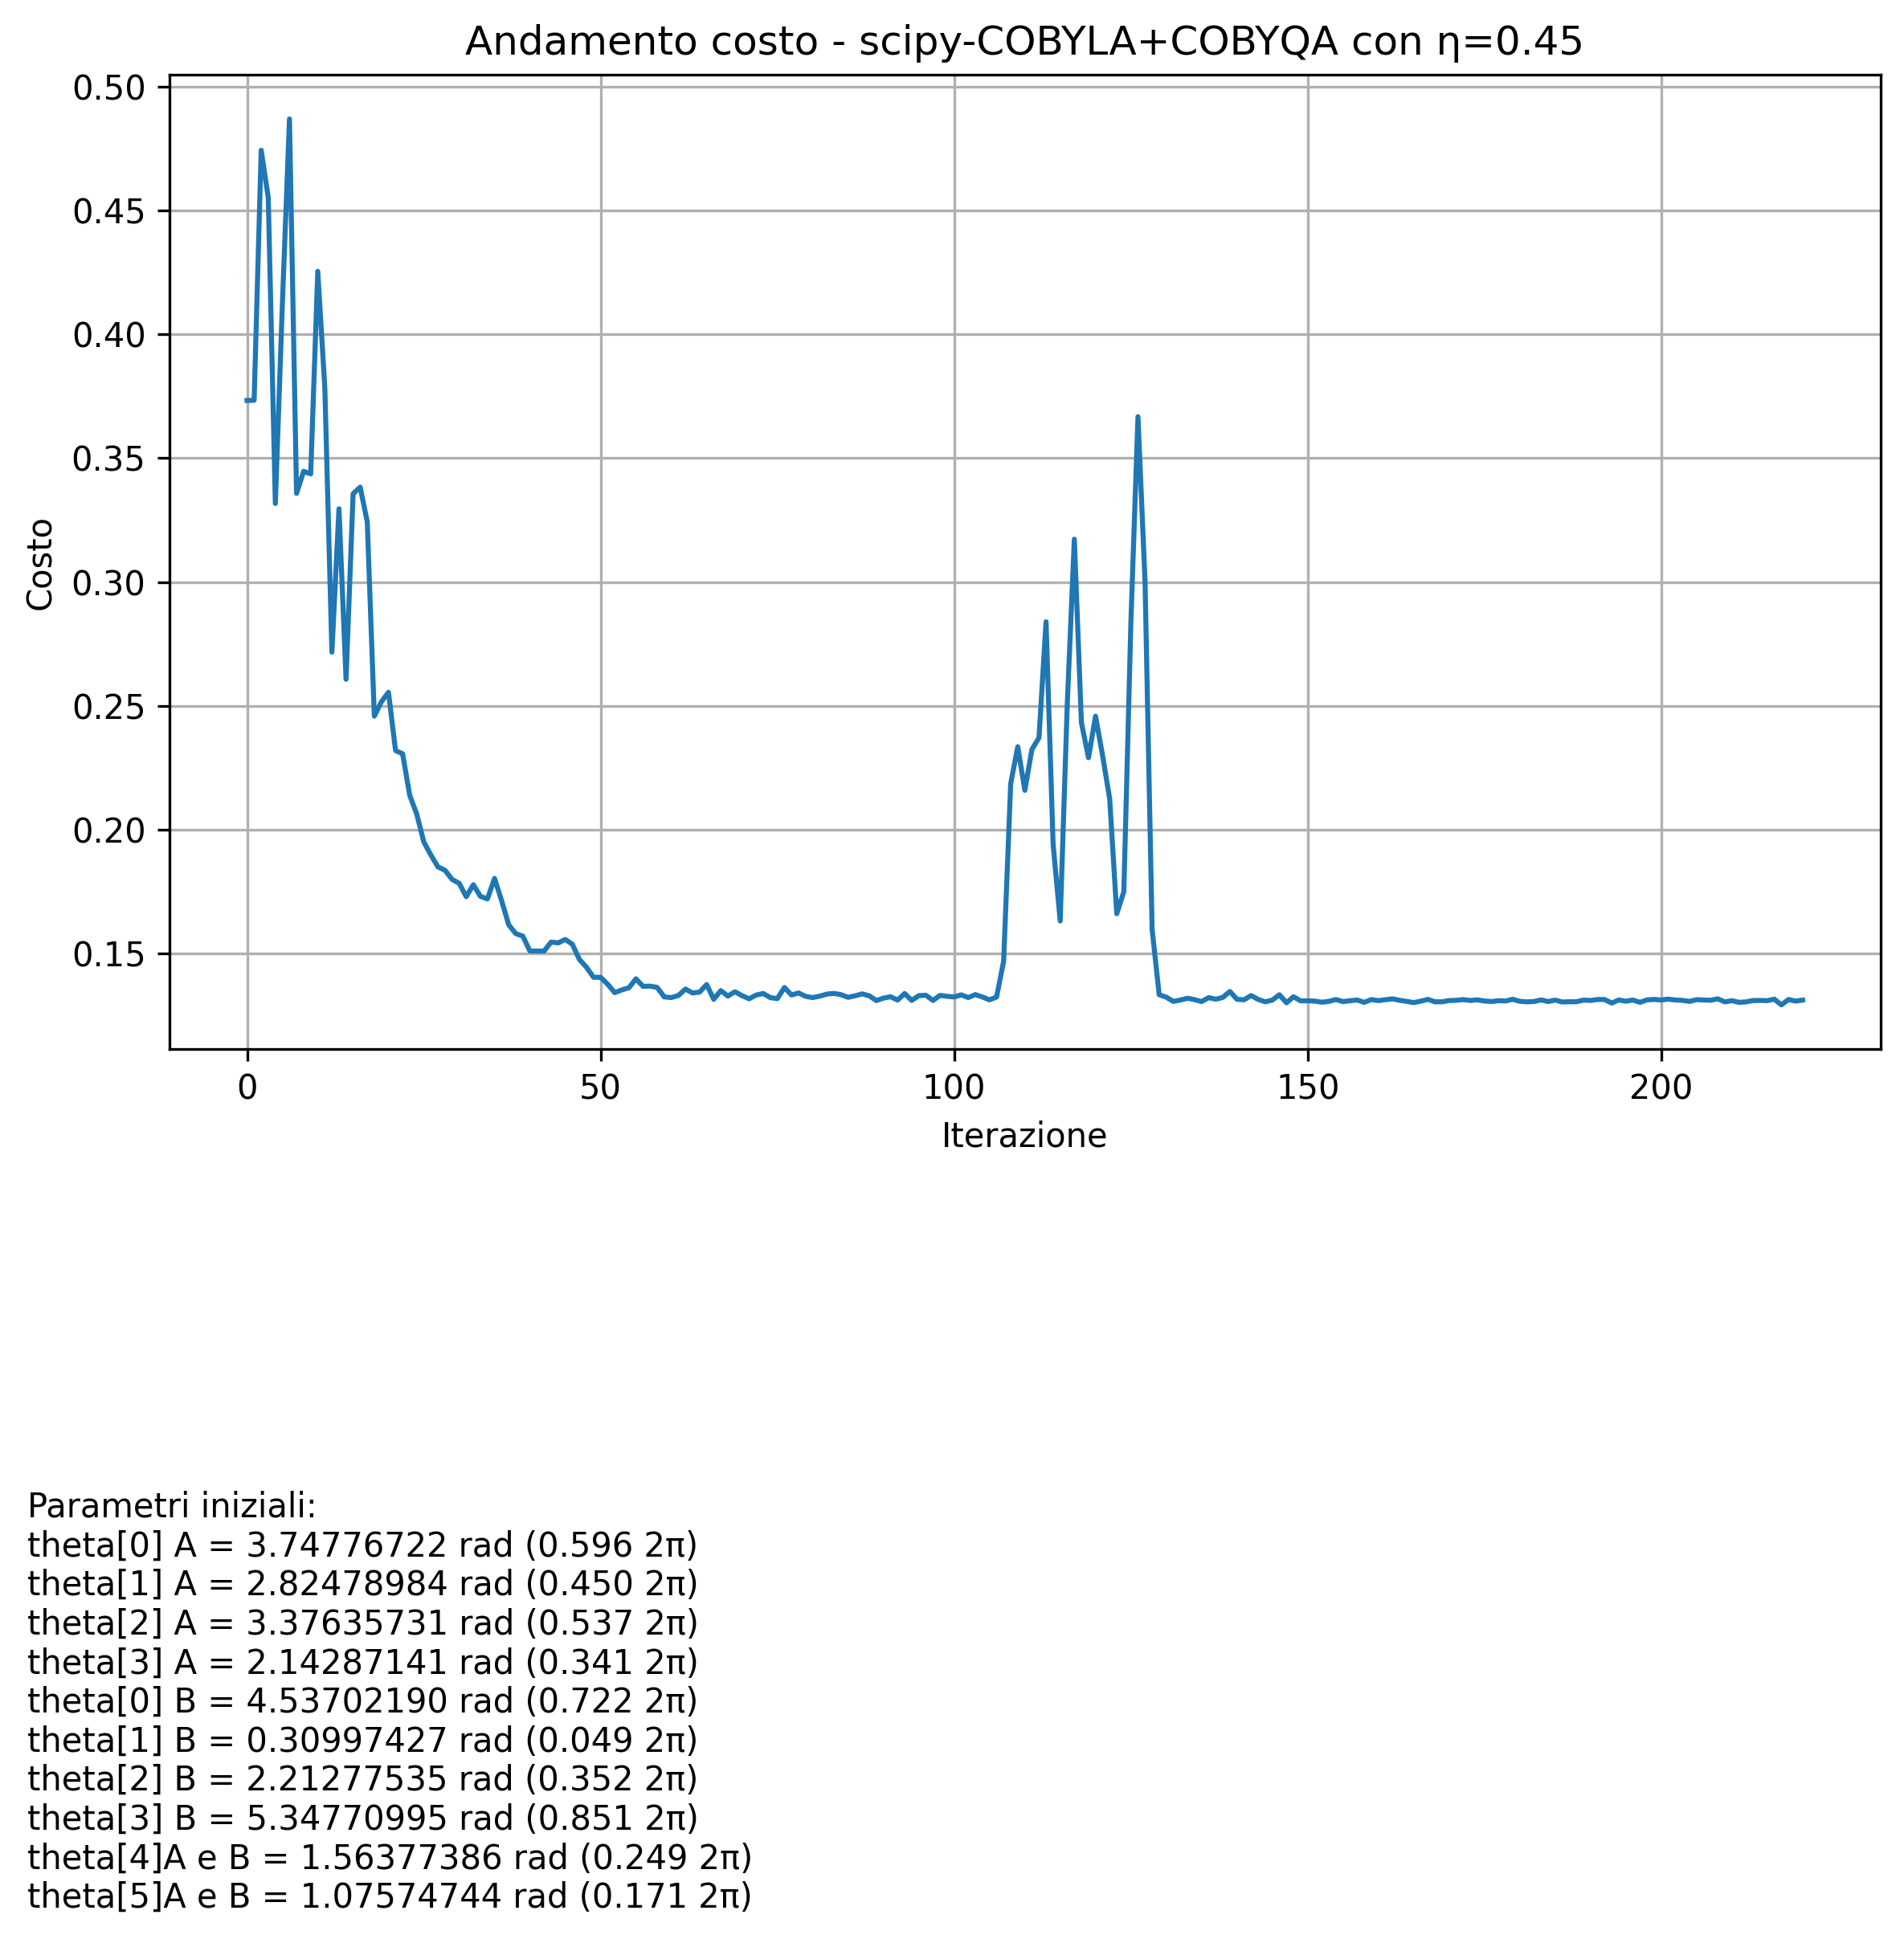 Andamento costo - scipy-COBYLA+COBYQA con η=0.45
0.50
0.45
0.40
0.35
0.30
0.25
0.20
0.15
Costo
0 50 100 150 200
Iterazione
Parametri iniziali:
theta[0] A = 3.74776722 rad (0.596 2π)
theta[1] A = 2.82478984 rad (0.450 2π)
theta[2] A = 3.37635731 rad (0.537 2π)
theta[3] A = 2.14287141 rad (0.341 2π)
theta[0] B = 4.53702190 rad (0.722 2π)
theta[1] B = 0.30997427 rad (0.049 2π)
theta[2] B = 2.21277535 rad (0.352 2π)
theta[3] B = 5.34770995 rad (0.851 2π)
theta[4]A e B = 1.56377386 rad (0.249 2π)
theta[5]A e B = 1.07574744 rad (0.171 2π)